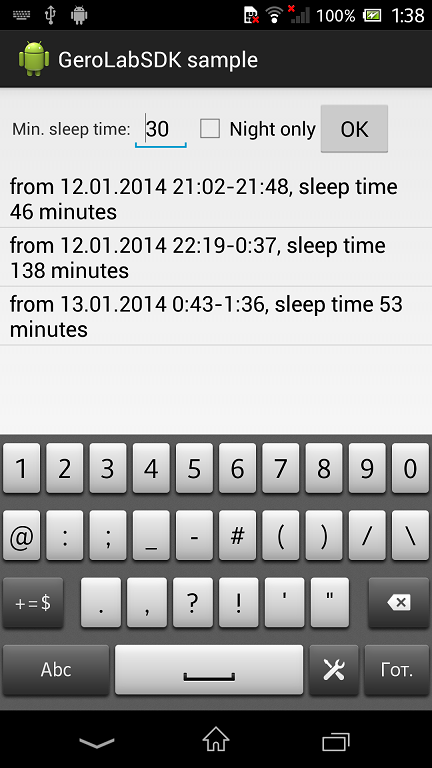 100% 1:38
GeroLabSDK sample
Min. sleep time: 30 Night only OK
from 12.01.2014 21:02-21:48, sleep time
46 minutes
from 12.01.2014 22:19-0:37, sleep time
138 minutes
from 13.01.2014 0:43-1:36, sleep time 53
minutes
1 2 3 4 5 6 7 8 9 0
@ : ; _ - # ( ) / \
+=$ . , ? ! ' "
Abc Гот.